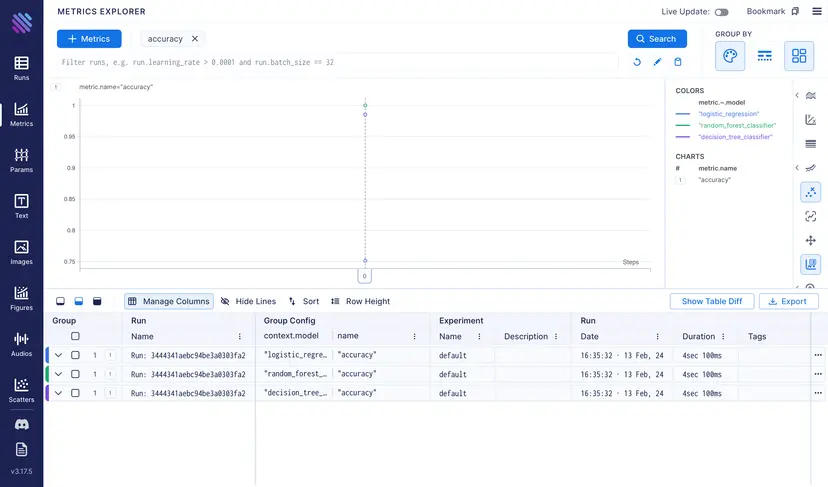 METRICS EXPLORER
Live Update:
Bookmark
Metrics
accuracy
Search
GROUP BY
Filter runs, e.g. run.learning_rate > 0.0001 and run.batch_size == 32
Runs
Metrics
Params
Text
Images
Figures
Audios
Scatters
v3.17.5
1
metric.name="accuracy"
1
0.95
0.9
0.85
0.8
0.75
Steps
0
COLORS
metric.~.model
"logistic_regression"
"random_forest_classifier"
"decision_tree_classifier"
CHARTS
# metric.name
1 "accuracy"
Manage Columns
Hide Lines
Sort
Row Height
Show Table Diff
Export
Group Run Group Config Experiment Run
Name context.model name Name Description Date Duration Tags
1 1 Run: 3444341aebc94be3a0303fa2 "logistic_regre… "accuracy" default 16:35:32 · 13 Feb, 24 4sec 100ms
1 1 Run: 3444341aebc94be3a0303fa2 "random_forest_… "accuracy" default 16:35:32 · 13 Feb, 24 4sec 100ms
1 1 Run: 3444341aebc94be3a0303fa2 "decision_tree_… "accuracy" default 16:35:32 · 13 Feb, 24 4sec 100ms